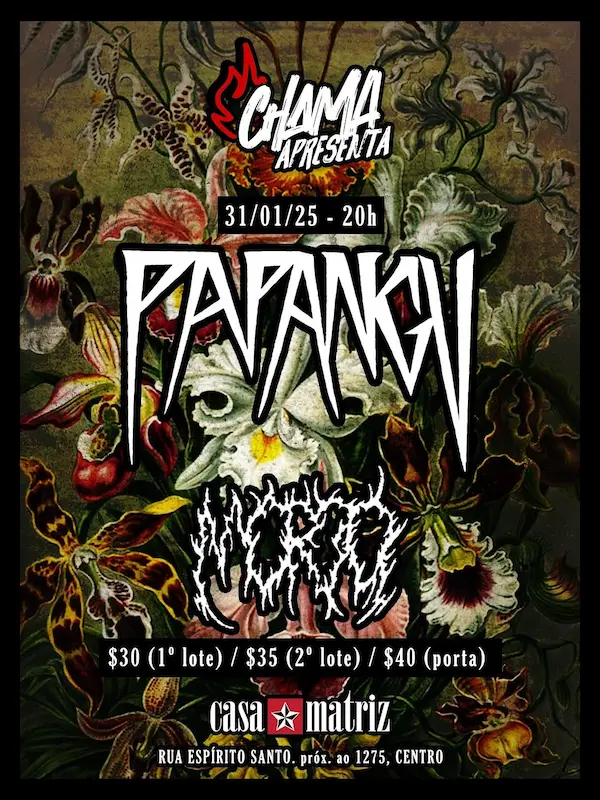 CHAMA
APRESENTA
31/01/25 - 20h
PAPANGU
MORTO
$30 (1º lote) / $35 (2º lote) / $40 (porta)
casa matriz
RUA ESPÍRITO SANTO. próx. ao 1275, CENTRO